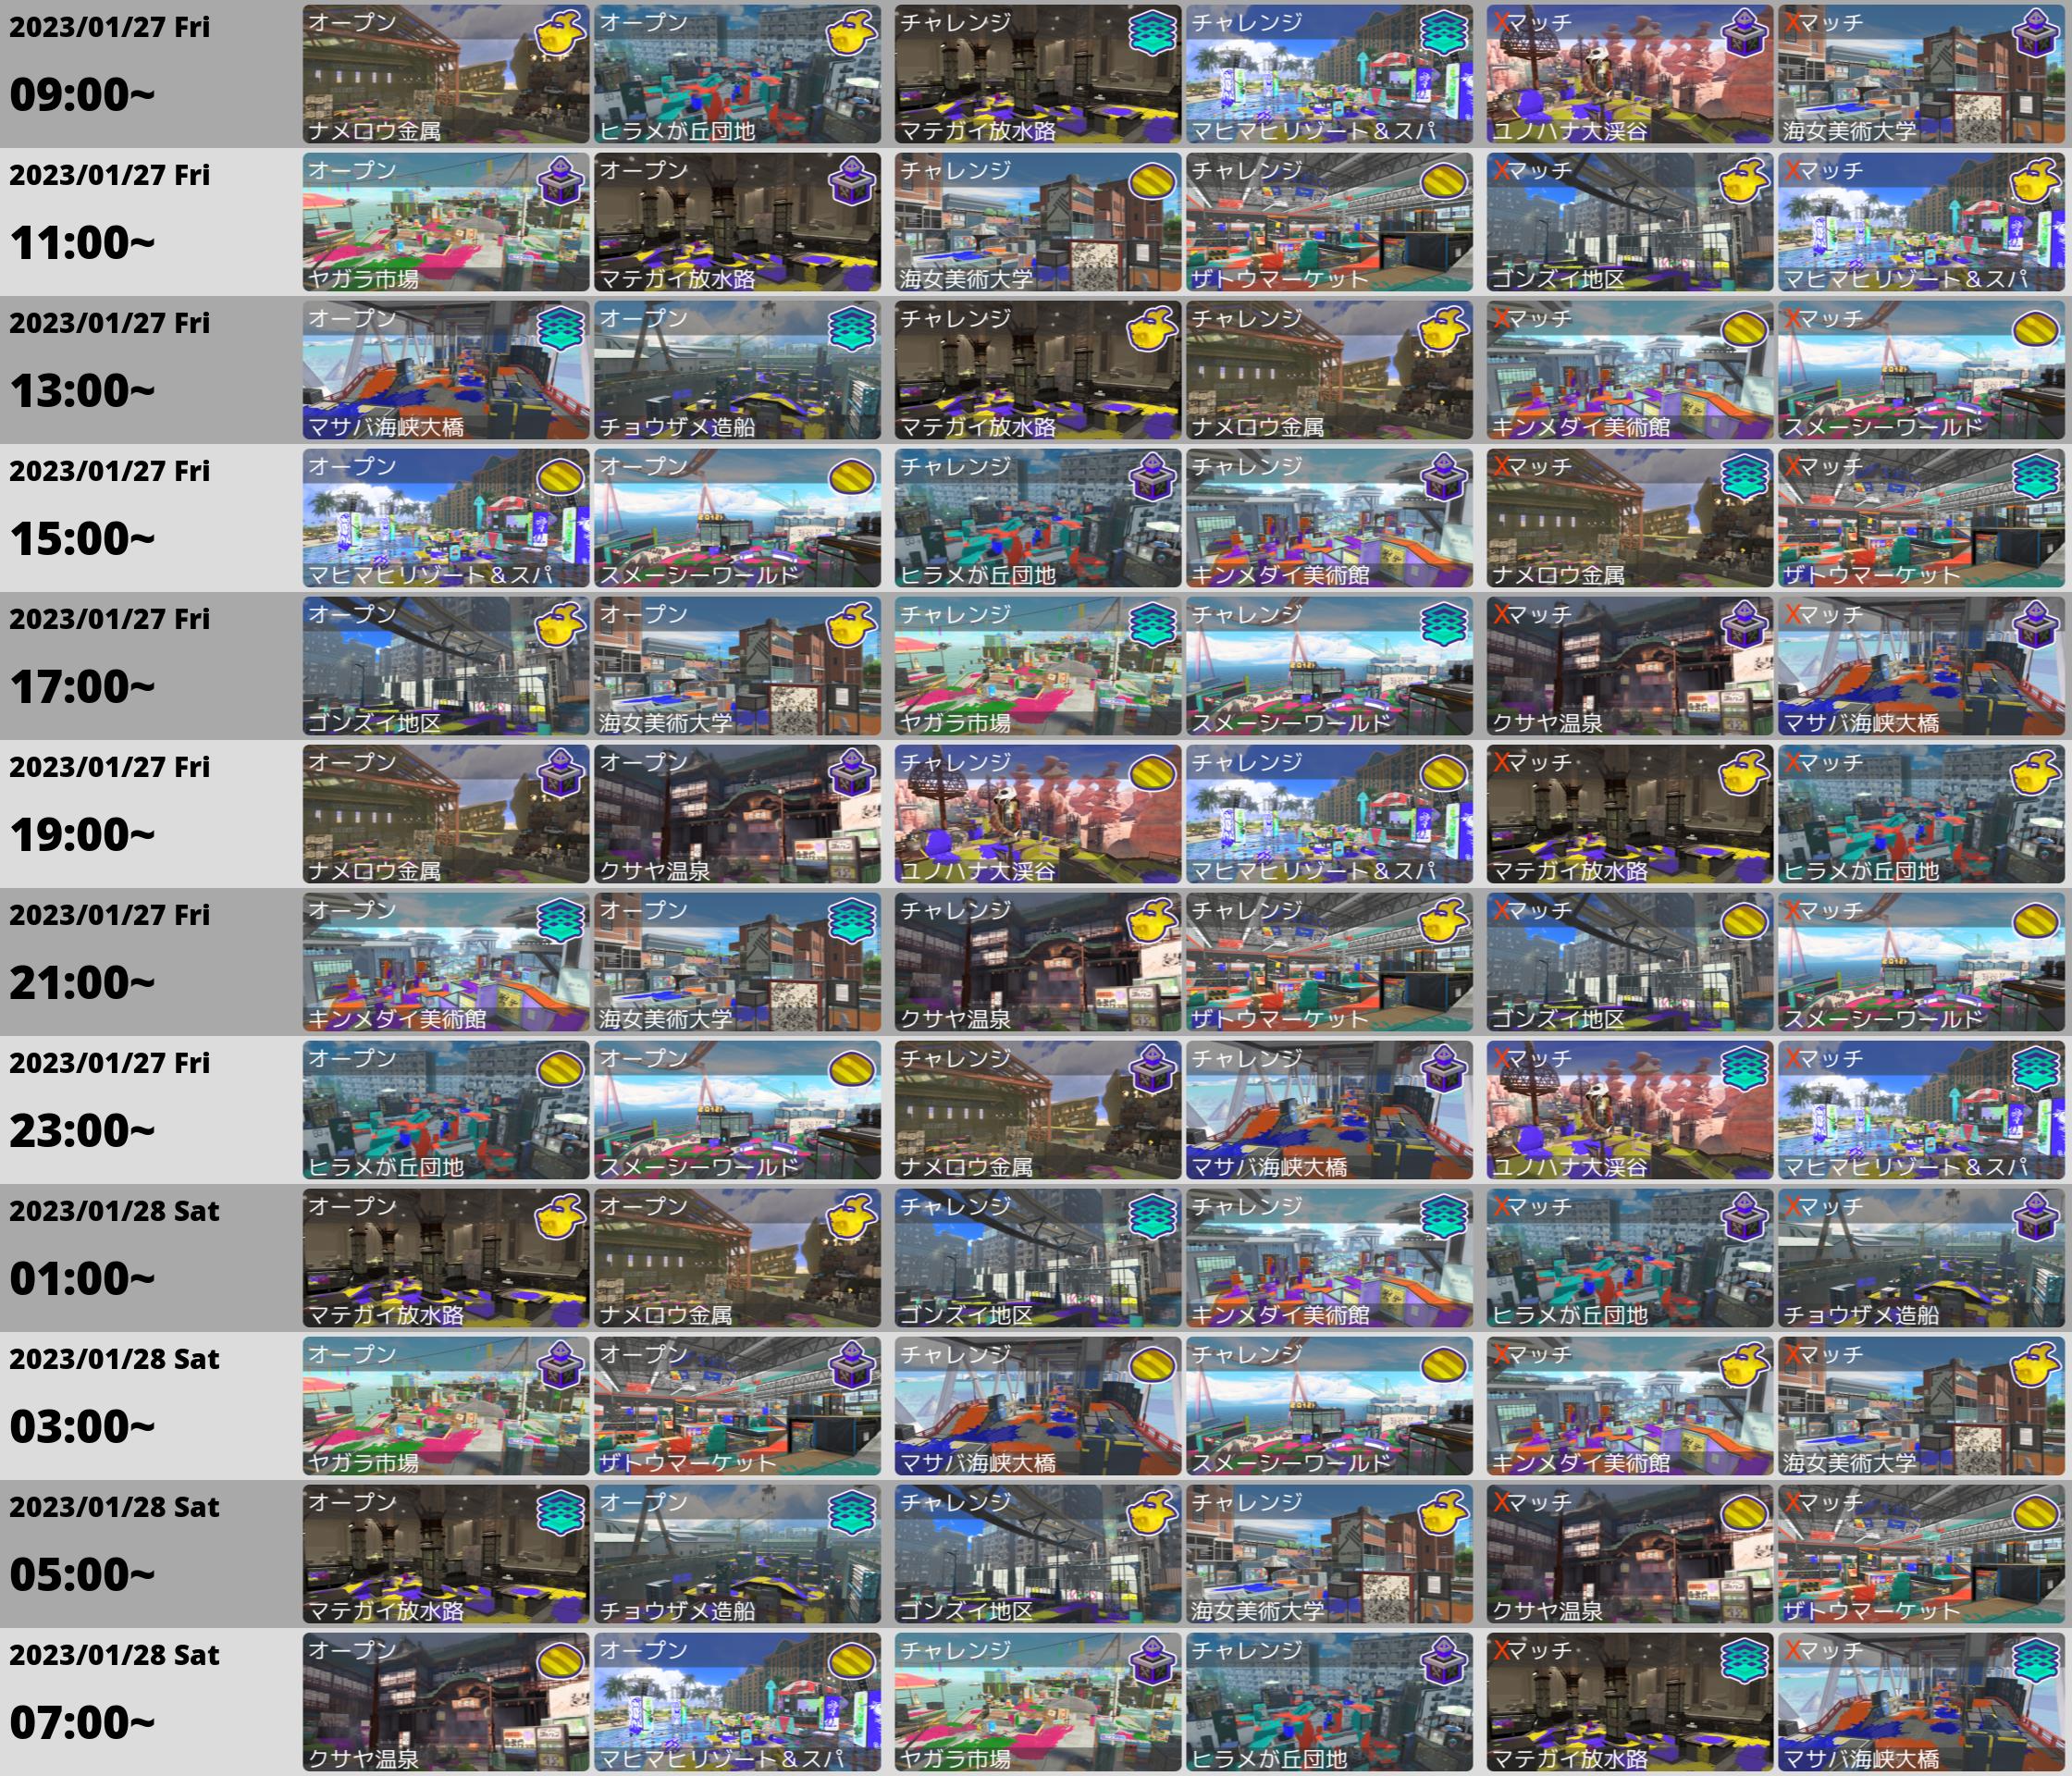 2023/01/27 Fri
09:00~
オープン
ナメロウ金属
オープン
ヒラメが丘団地
チャレンジ
マテガイ放水路
チャレンジ
マヒマヒリゾート＆スパ
Xマッチ
ユノハナ大渓谷
Xマッチ
海女美術大学
2023/01/27 Fri
11:00~
オープン
ヤガラ市場
オープン
マテガイ放水路
チャレンジ
海女美術大学
チャレンジ
ザトウマーケット
Xマッチ
ゴンズイ地区
Xマッチ
マヒマヒリゾート＆スパ
2023/01/27 Fri
13:00~
オープン
マサバ海峡大橋
オープン
チョウザメ造船
チャレンジ
マテガイ放水路
チャレンジ
ナメロウ金属
Xマッチ
キンメダイ美術館
Xマッチ
スメーシーワールド
2023/01/27 Fri
15:00~
オープン
マヒマヒリゾート＆スパ
オープン
スメーシーワールド
チャレンジ
ヒラメが丘団地
チャレンジ
キンメダイ美術館
Xマッチ
ナメロウ金属
Xマッチ
ザトウマーケット
2023/01/27 Fri
17:00~
オープン
ゴンズイ地区
オープン
海女美術大学
チャレンジ
ヤガラ市場
チャレンジ
スメーシーワールド
Xマッチ
クサヤ温泉
Xマッチ
マサバ海峡大橋
2023/01/27 Fri
19:00~
オープン
ナメロウ金属
オープン
クサヤ温泉
チャレンジ
ユノハナ大渓谷
チャレンジ
マヒマヒリゾート＆スパ
Xマッチ
マテガイ放水路
Xマッチ
ヒラメが丘団地
2023/01/27 Fri
21:00~
オープン
キンメダイ美術館
オープン
海女美術大学
チャレンジ
クサヤ温泉
チャレンジ
ザトウマーケット
Xマッチ
ゴンズイ地区
Xマッチ
スメーシーワールド
2023/01/27 Fri
23:00~
オープン
ヒラメが丘団地
オープン
スメーシーワールド
チャレンジ
ナメロウ金属
チャレンジ
マサバ海峡大橋
Xマッチ
ユノハナ大渓谷
Xマッチ
マヒマヒリゾート＆スパ
2023/01/28 Sat
01:00~
オープン
マテガイ放水路
オープン
ナメロウ金属
チャレンジ
ゴンズイ地区
チャレンジ
キンメダイ美術館
Xマッチ
ヒラメが丘団地
Xマッチ
チョウザメ造船
2023/01/28 Sat
03:00~
オープン
ヤガラ市場
オープン
ザトウマーケット
チャレンジ
マサバ海峡大橋
チャレンジ
スメーシーワールド
Xマッチ
キンメダイ美術館
Xマッチ
海女美術大学
2023/01/28 Sat
05:00~
オープン
マテガイ放水路
オープン
チョウザメ造船
チャレンジ
ゴンズイ地区
チャレンジ
海女美術大学
Xマッチ
クサヤ温泉
Xマッチ
ザトウマーケット
2023/01/28 Sat
07:00~
オープン
クサヤ温泉
オープン
マヒマヒリゾート＆スパ
チャレンジ
ヤガラ市場
チャレンジ
ヒラメが丘団地
Xマッチ
マテガイ放水路
Xマッチ
マサバ海峡大橋